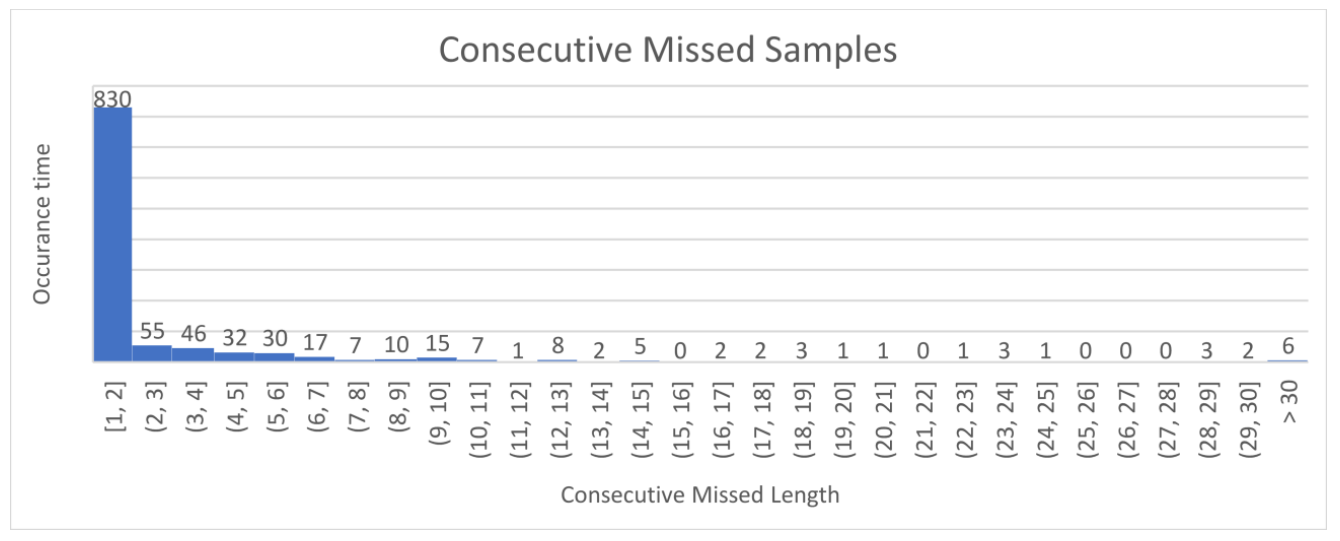 Consecutive Missed Samples
Occurance time
830 55 46 32 30 17 7 10 15 7 1 8 2 5 0 2 2 3 1 1 0 1 3 1 0 0 0 3 2 6
[1, 2] (2, 3] (3, 4] (4, 5] (5, 6] (6, 7] (7, 8] (8, 9] (9, 10] (10, 11] (11, 12] (12, 13] (13, 14] (14, 15] (15, 16] (16, 17] (17, 18] (18, 19] (19, 20] (20, 21] (21, 22] (22, 23] (23, 24] (24, 25] (25, 26] (26, 27] (27, 28] (28, 29] (29, 30] > 30
Consecutive Missed Length